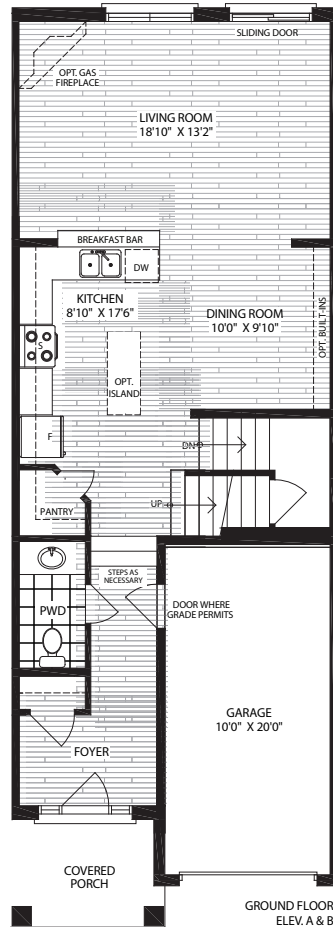 SLIDING DOOR
OPT. GAS
FIREPLACE
LIVING ROOM
18'10" X 13'2"
BREAKFAST BAR
DW
KITCHEN
8'10" X 17'6"
DINING ROOM
10'0" X 9'10"
OPT. BUILT-INS
S
OPT.
ISLAND
F
DN
PANTRY
UP
STEPS AS
NECESSARY
PWD
DOOR WHERE
GRADE PERMITS
GARAGE
10'0" X 20'0"
FOYER
COVERED
PORCH
GROUND FLOOR
ELEV. A & B